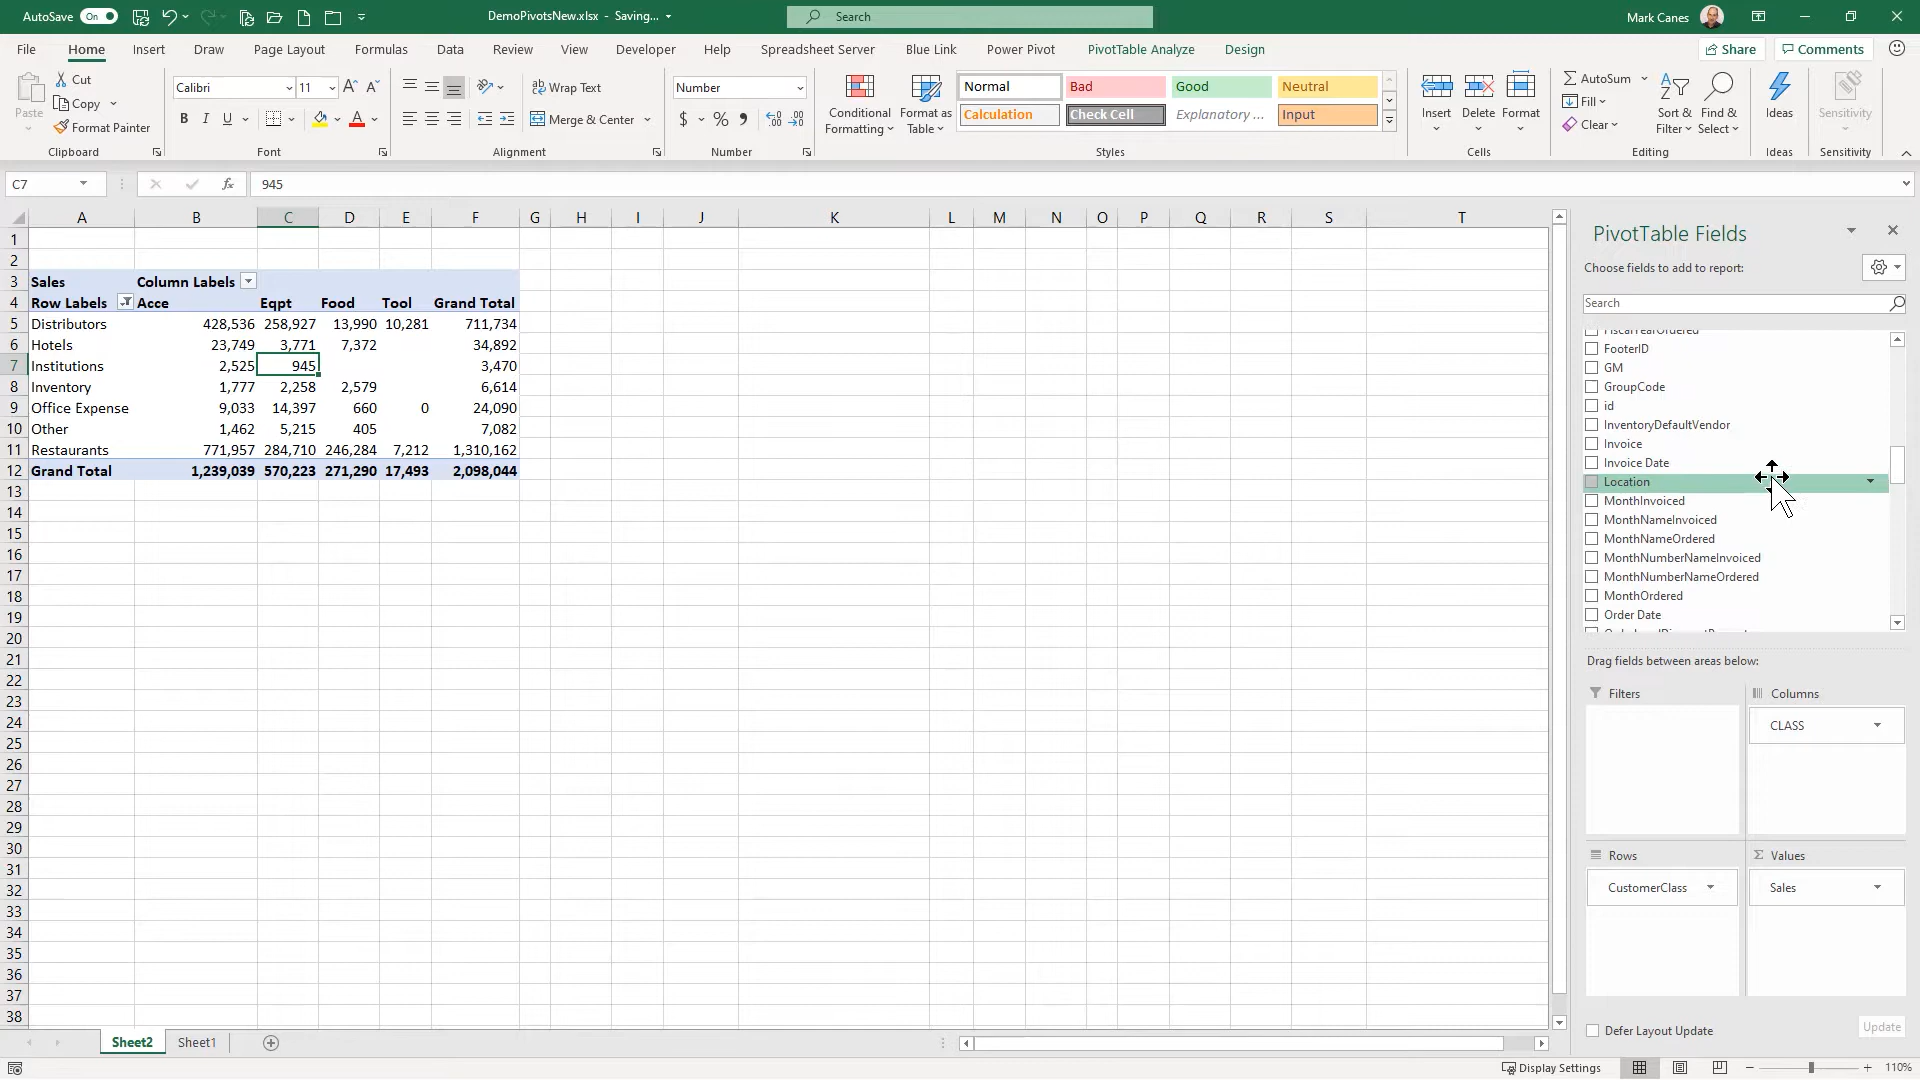 AutoSave On DemoPivotsNew.xlsx - Saving... Search Mark Canes
File Home Insert Draw Page Layout Formulas Data Review View Developer Help Spreadsheet Server Blue Link Power Pivot PivotTable Analyze Design Share Comments
Paste Cut Copy Format Painter
Calibri 11
B I U
Wrap Text
Merge & Center
Number
$ % ,
Conditional Formatting
Format as Table
Normal Bad Good Neutral
Calculation Check Cell Explanatory ... Input
Insert Delete Format
AutoSum Fill Clear
Sort & Filter
Find & Select
Ideas Sensitivity
Clipboard Font Alignment Number Styles Cells Editing Ideas Sensitivity
C7 fx 945
A B C D E F G H I J K L M N O P Q R S T
1
2
3 Sales Column Labels
4 Row Labels Acce Eqpt Food Tool Grand Total
5 Distributors 428,536 258,927 13,990 10,281 711,734
6 Hotels 23,749 3,771 7,372 34,892
7 Institutions 2,525 945 3,470
8 Inventory 1,777 2,258 2,579 6,614
9 Office Expense 9,033 14,397 660 0 24,090
10 Other 1,462 5,215 405 7,082
11 Restaurants 771,957 284,710 246,284 7,212 1,310,162
12 Grand Total 1,239,039 570,223 271,290 17,493 2,098,044
13
14
15
16
17
18
19
20
21
22
23
24
25
26
27
28
29
30
31
32
33
34
35
36
37
38
PivotTable Fields
Choose fields to add to report:
Search
FiscalYearOrdered
FooterID
GM
GroupCode
id
InventoryDefaultVendor
Invoice
Invoice Date
Location
MonthInvoiced
MonthNameInvoiced
MonthNameOrdered
MonthNumberNameInvoiced
MonthNumberNameOrdered
MonthOrdered
Order Date
Drag fields between areas below:
Filters Columns
CLASS
Rows Σ Values
CustomerClass Sales
Defer Layout Update Update
Sheet2 Sheet1
Display Settings 110%